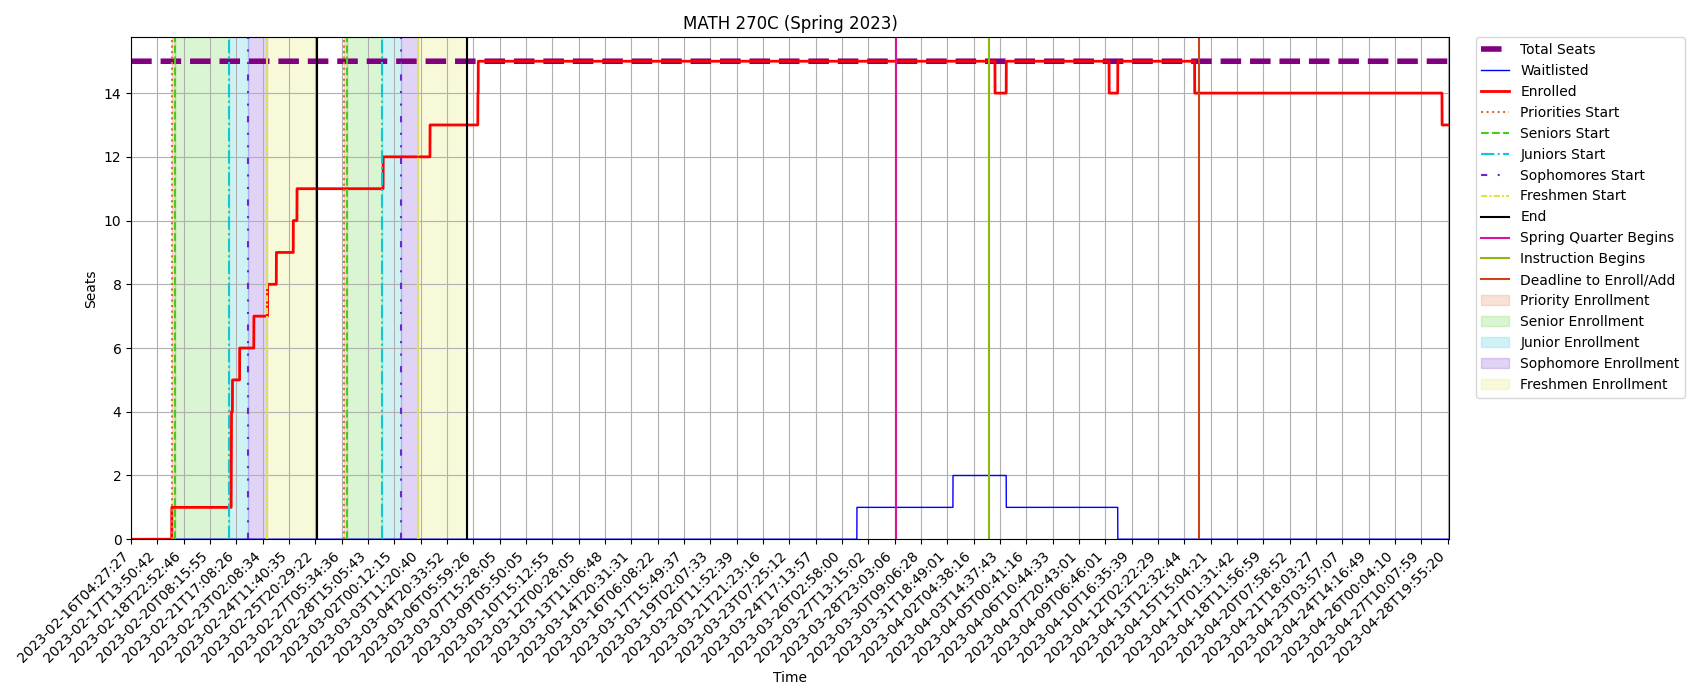 MATH 270C (Spring 2023)
Seats
14
12
10
8
6
4
2
0
2023-02-16T04:27:27
2023-02-17T13:50:42
2023-02-18T22:52:46
2023-02-20T08:15:55
2023-02-21T17:08:26
2023-02-23T02:08:34
2023-02-24T11:40:35
2023-02-25T20:29:22
2023-02-27T05:34:36
2023-02-28T15:05:43
2023-03-02T00:12:15
2023-03-03T11:20:40
2023-03-04T20:33:52
2023-03-06T05:59:26
2023-03-07T15:28:05
2023-03-09T05:50:05
2023-03-10T15:12:55
2023-03-12T00:28:05
2023-03-13T11:06:48
2023-03-14T20:31:31
2023-03-16T06:08:22
2023-03-17T15:49:37
2023-03-19T02:07:33
2023-03-20T11:52:39
2023-03-21T21:23:16
2023-03-23T07:25:12
2023-03-24T17:13:57
2023-03-26T02:58:00
2023-03-27T13:15:02
2023-03-28T23:03:06
2023-03-30T09:06:28
2023-03-31T18:49:01
2023-04-02T04:38:16
2023-04-03T14:37:43
2023-04-05T00:41:16
2023-04-06T10:44:33
2023-04-07T20:43:01
2023-04-09T06:46:01
2023-04-10T16:35:39
2023-04-12T02:22:29
2023-04-13T12:32:44
2023-04-15T15:04:21
2023-04-17T01:31:42
2023-04-18T11:56:59
2023-04-20T07:58:52
2023-04-21T18:03:27
2023-04-23T03:57:07
2023-04-24T14:16:49
2023-04-26T00:04:10
2023-04-27T10:07:59
2023-04-28T19:55:20
Time
Total Seats
Waitlisted
Enrolled
Priorities Start
Seniors Start
Juniors Start
Sophomores Start
Freshmen Start
End
Spring Quarter Begins
Instruction Begins
Deadline to Enroll/Add
Priority Enrollment
Senior Enrollment
Junior Enrollment
Sophomore Enrollment
Freshmen Enrollment